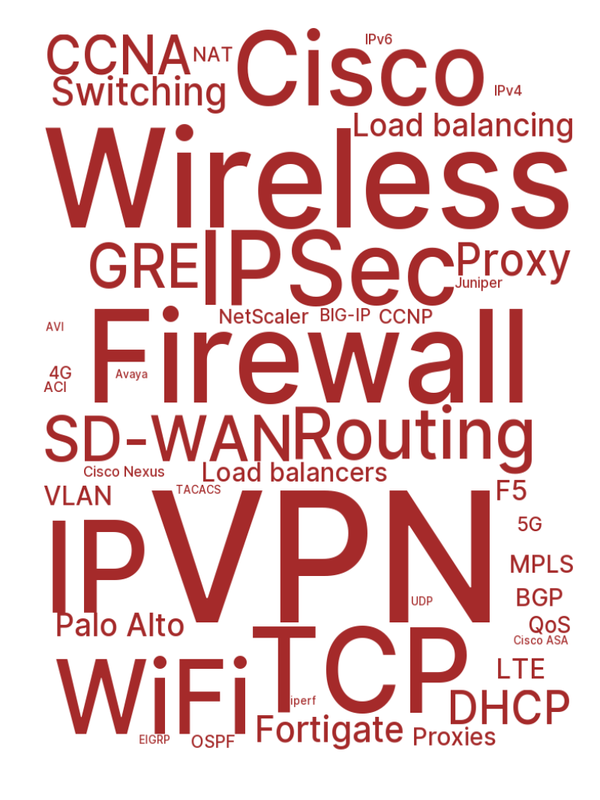 CCNA
NAT
Cisco
IPv6
Switching
IPv4
Load balancing
Wireless
GRE
IPSec
Proxy
Juniper
NetScaler
BIG-IP
CCNP
AVI
Firewall
4G
Avaya
ACI
SD-WAN
Routing
Cisco Nexus
Load balancers
VLAN
TACACS
VPN
F5
5G
IP
MPLS
BGP
UDP
Palo Alto
QoS
Cisco ASA
TCP
WiFi
LTE
iperf
DHCP
Fortigate
Proxies
EIGRP
OSPF